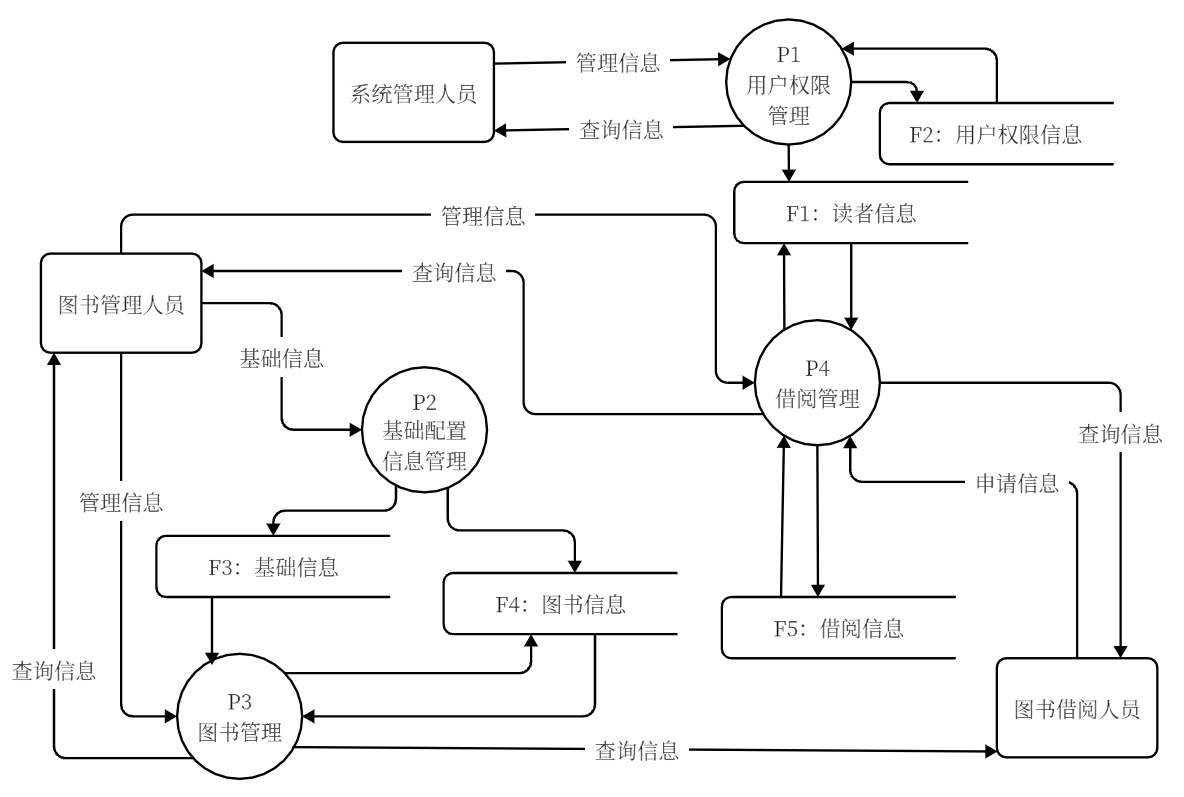 P1
用户权限
管理
管理信息
系统管理人员
查询信息
F2：用户权限信息
F1：读者信息
管理信息
查询信息
图书管理人员
基础信息
P4
借阅管理
P2
基础配置
信息管理
查询信息
申请信息
管理信息
F3：基础信息
F4：图书信息
F5：借阅信息
查询信息
P3
图书管理
图书借阅人员
查询信息